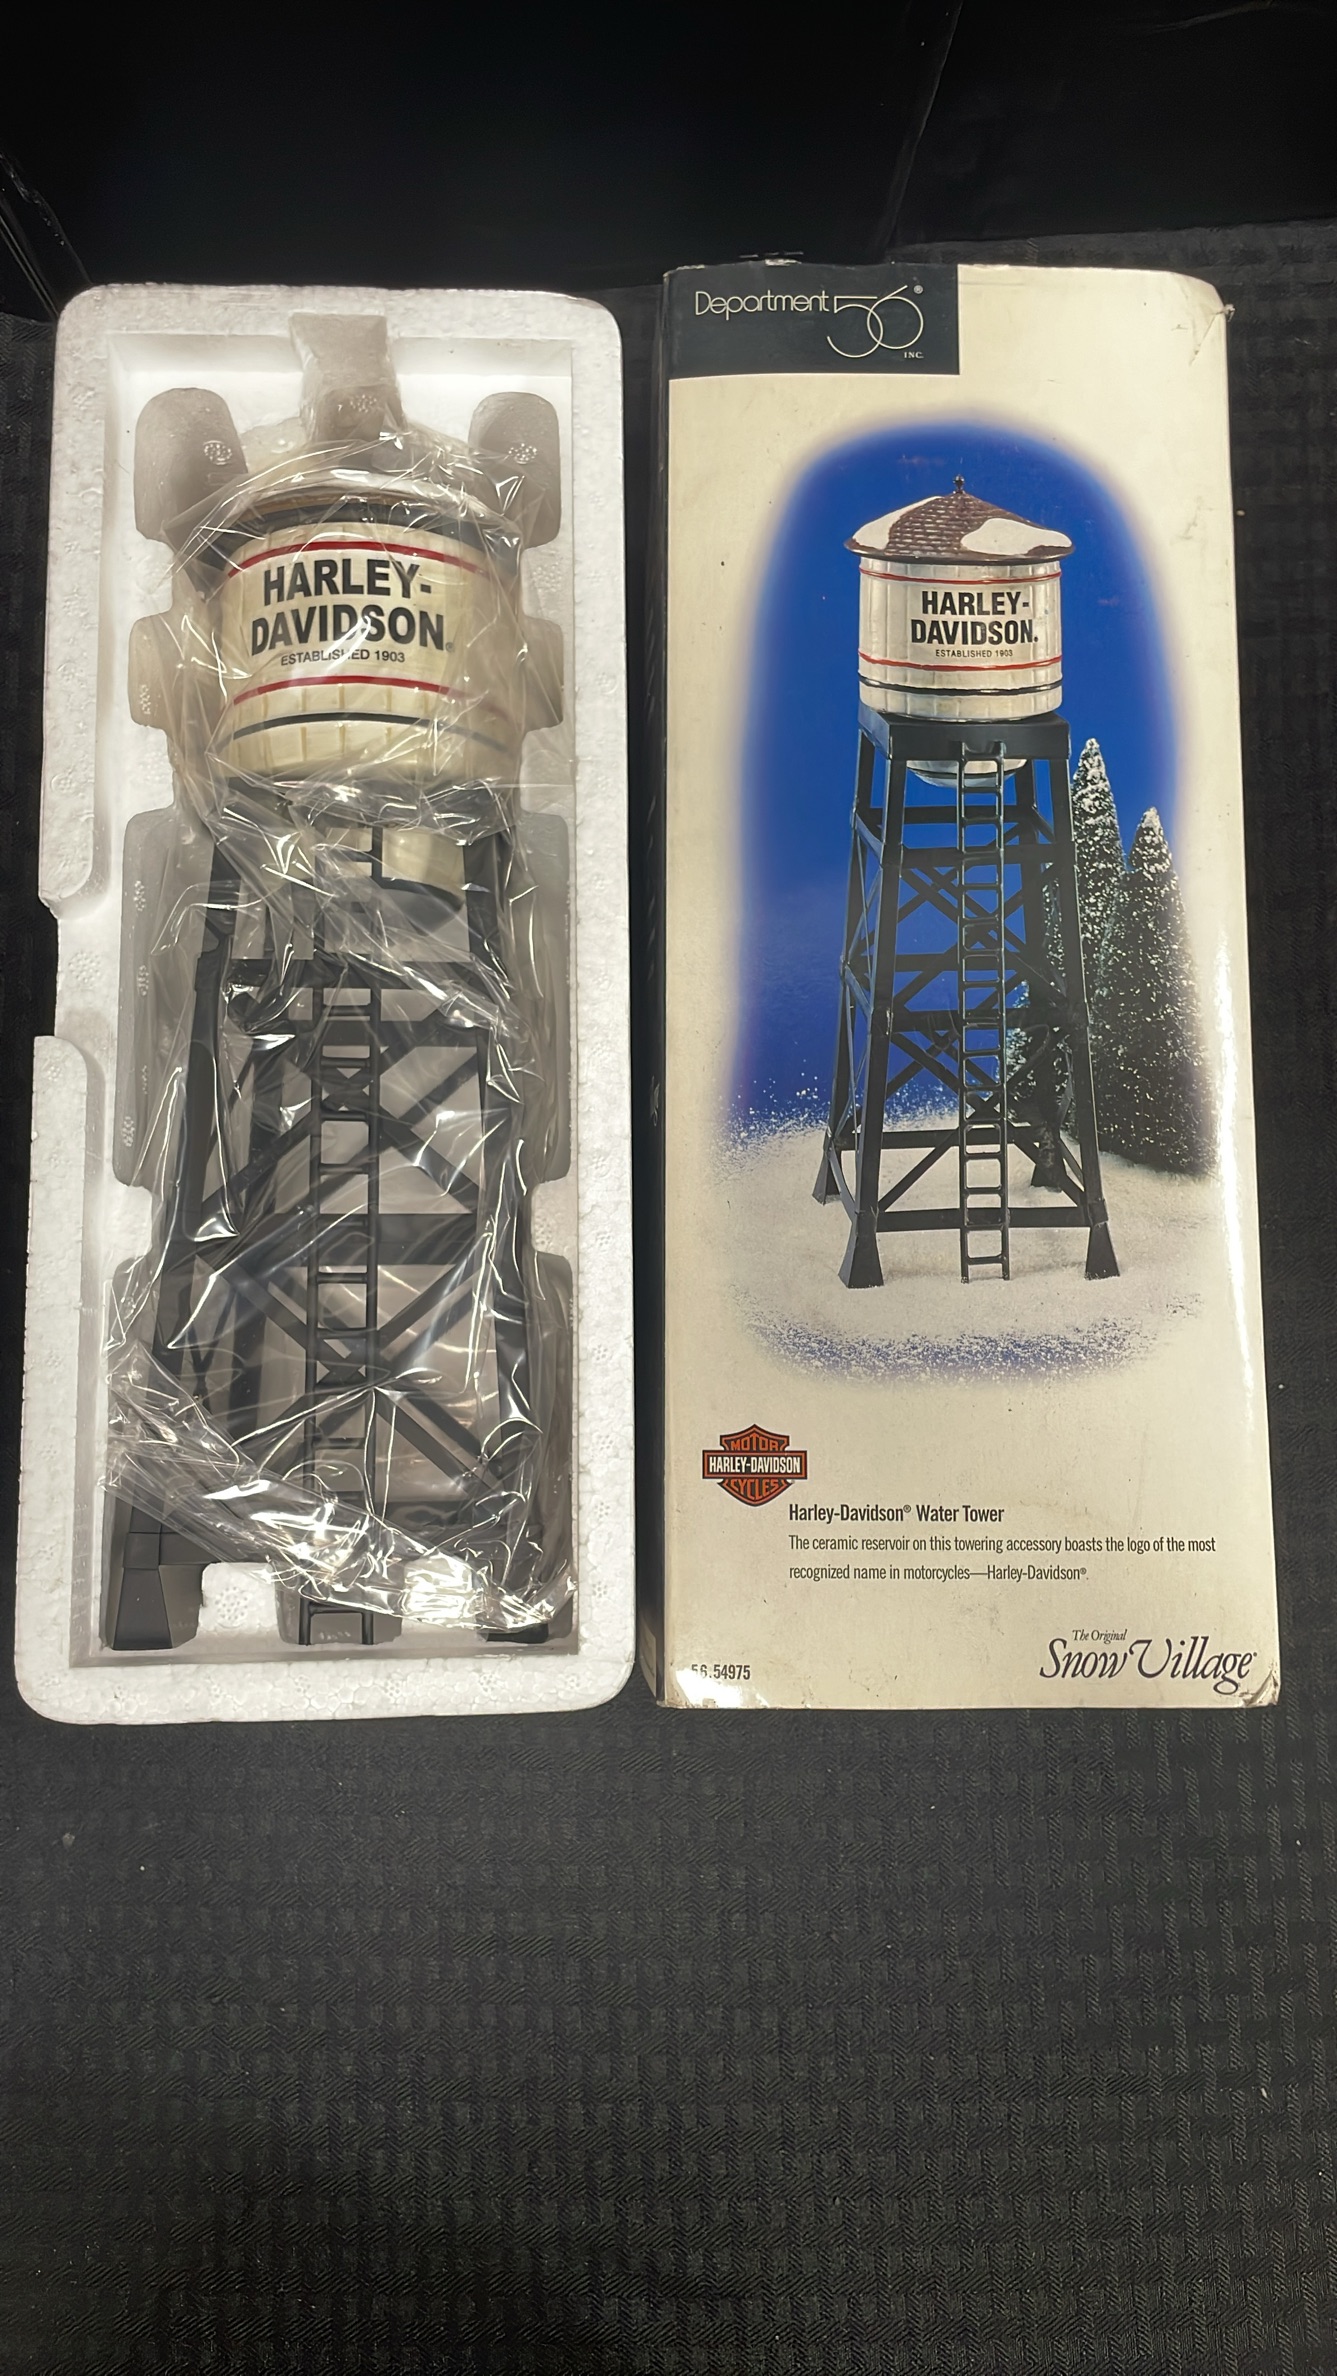 HARLEY-
DAVIDSON®
ESTABLISHED 1903
Department 56®
INC.
HARLEY-
DAVIDSON.
ESTABLISHED 1903
MOTOR
HARLEY-DAVIDSON
CYCLES
Harley-Davidson® Water Tower
The ceramic reservoir on this towering accessory boasts the logo of the most
recognized name in motorcycles—Harley-Davidson®.
56.54975
The Original
Snow Village®